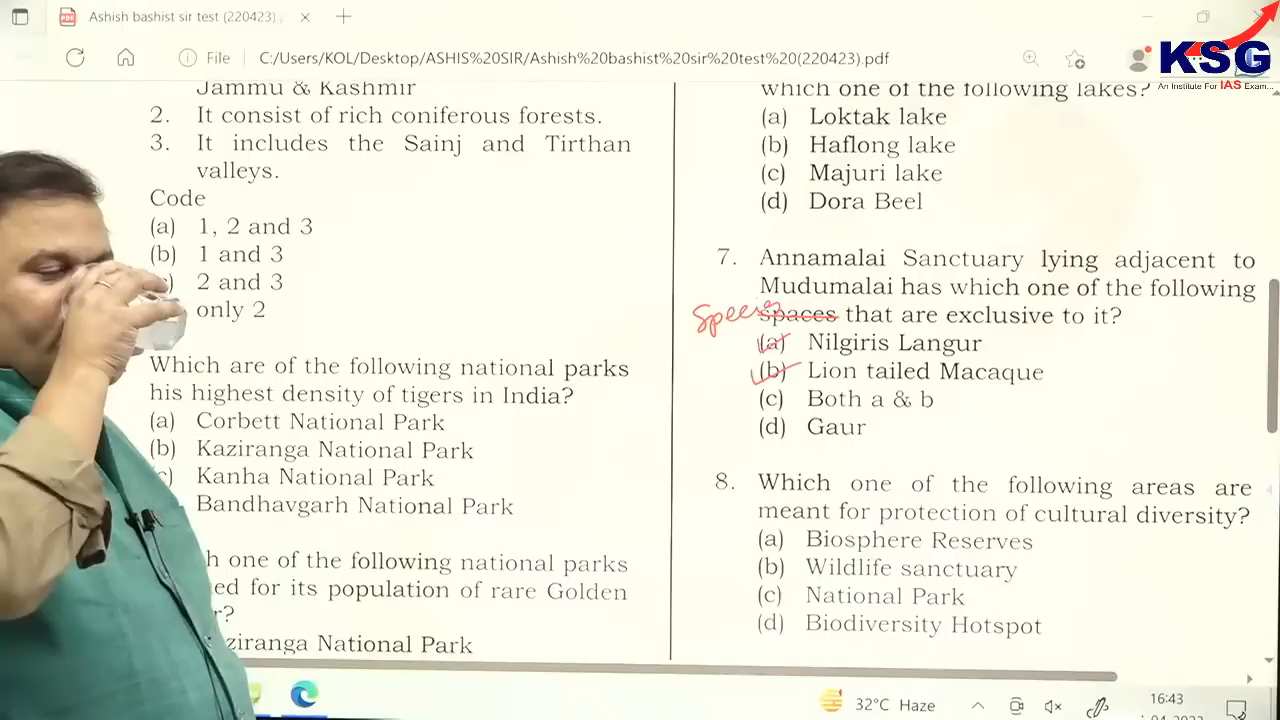 Ashish bashist sir test (220423)
File
C:/Users/KOL/Desktop/ASHIS%20SIR/Ashish%20bashist%20sir%20test%20(220423).pdf
KSG
An Institute For IAS Exam...
Jammu & Kashmir
2. It consist of rich coniferous forests.
3. It includes the Sainj and Tirthan
valleys.
Code
(a) 1, 2 and 3
(b) 1 and 3
2 and 3
only 2
Which are of the following national parks
his highest density of tigers in India?
(a) Corbett National Park
(b) Kaziranga National Park
Kanha National Park
Bandhavgarh National Park
one of the following national parks
for its population of rare Golden
National Park
which one of the following lakes?
(a) Loktak lake
(b) Haflong lake
(c) Majuri lake
(d) Dora Beel
7. Annamalai Sanctuary lying adjacent to
Mudumalai has which one of the following
spaces that are exclusive to it?
(a) Nilgiris Langur
(b) Lion tailed Macaque
(c) Both a & b
(d) Gaur
8. Which one of the following areas are
meant for protection of cultural diversity?
(a) Biosphere Reserves
(b) Wildlife sanctuary
(c) National Park
(d) Biodiversity Hotspot
32°C Haze
16:43